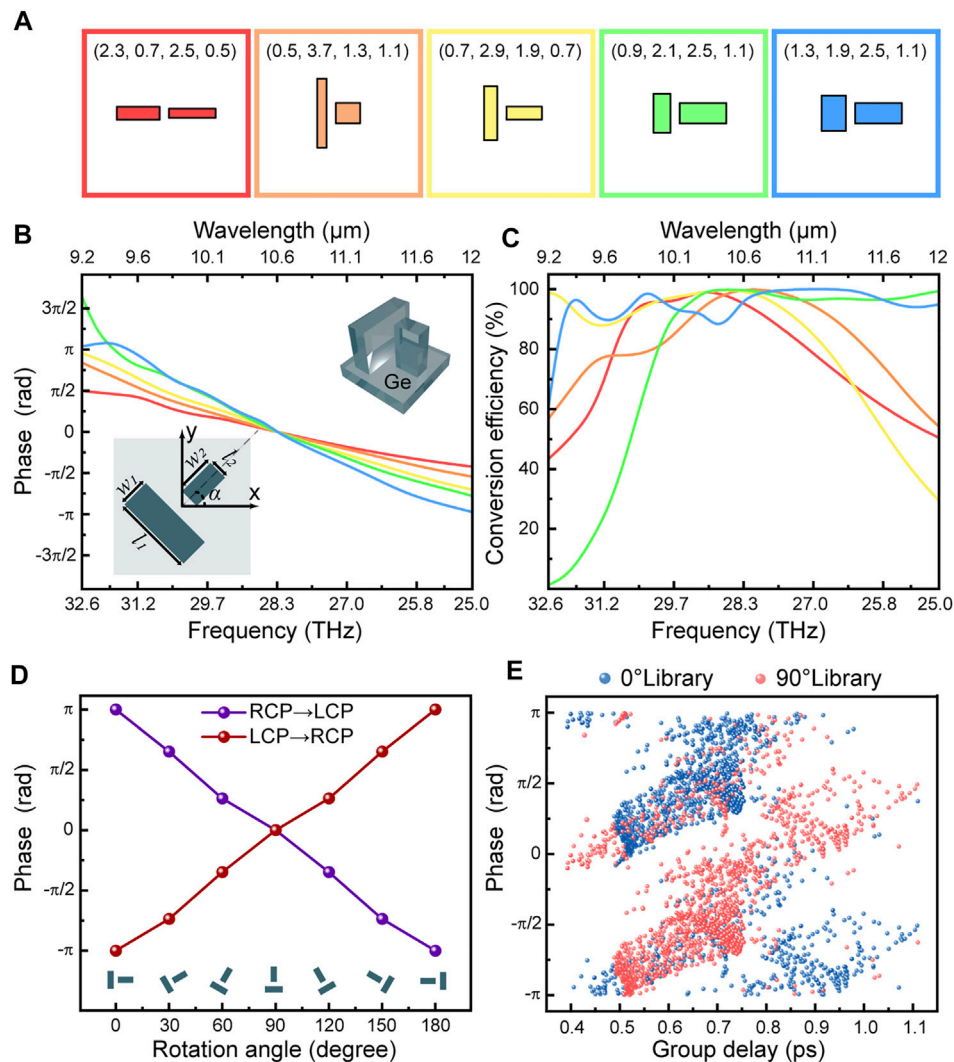 A
(2.3, 0.7, 2.5, 0.5) (0.5, 3.7, 1.3, 1.1) (0.7, 2.9, 1.9, 0.7) (0.9, 2.1, 2.5, 1.1) (1.3, 1.9, 2.5, 1.1)
B
Wavelength (μm)
9.2 9.6 10.1 10.6 11.1 11.6 12
3π/2
π
π/2
0
-π/2
-π
-3π/2
Phase (rad)
Ge
y
x
w₂
l₂
α
w₁
l₁
32.6 31.2 29.7 28.3 27.0 25.8 25.0
Frequency (THz)
C
Wavelength (μm)
9.2 9.6 10.1 10.6 11.1 11.6 12
100
80
60
40
20
Conversion efficiency (%)
32.6 31.2 29.7 28.3 27.0 25.8 25.0
Frequency (THz)
D
RCP→LCP
LCP→RCP
π
π/2
0
-π/2
-π
Phase (rad)
0 30 60 90 120 150 180
Rotation angle (degree)
E
0°Library 90°Library
π
π/2
0
-π/2
-π
Phase (rad)
0.4 0.5 0.6 0.7 0.8 0.9 1.0 1.1
Group delay (ps)